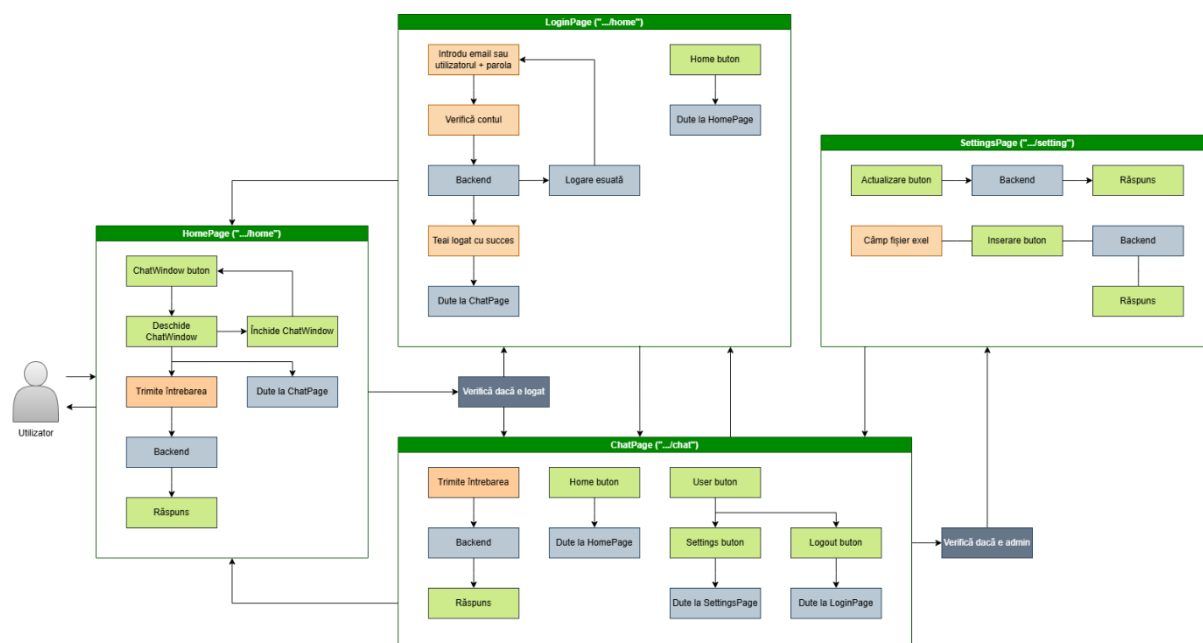 LoginPage (".../home")
Introdu email sau
utilizatorul + parola
Home buton
Verifică contul
Dute la HomePage
Backend
Logare esuată
Teai logat cu succes
Dute la ChatPage
SettingsPage (".../setting")
Actualizare buton
Backend
Răspuns
Câmp fișier exel
Inserare buton
Backend
Răspuns
HomePage (".../home")
ChatWindow buton
Deschide
ChatWindow
Închide ChatWindow
Trimite întrebarea
Dute la ChatPage
Backend
Răspuns
Utilizator
Verifică dacă e logat
ChatPage (".../chat")
Trimite întrebarea
Home buton
User buton
Backend
Dute la HomePage
Settings buton
Logout buton
Răspuns
Dute la SettingsPage
Dute la LoginPage
Verifică dacă e admin